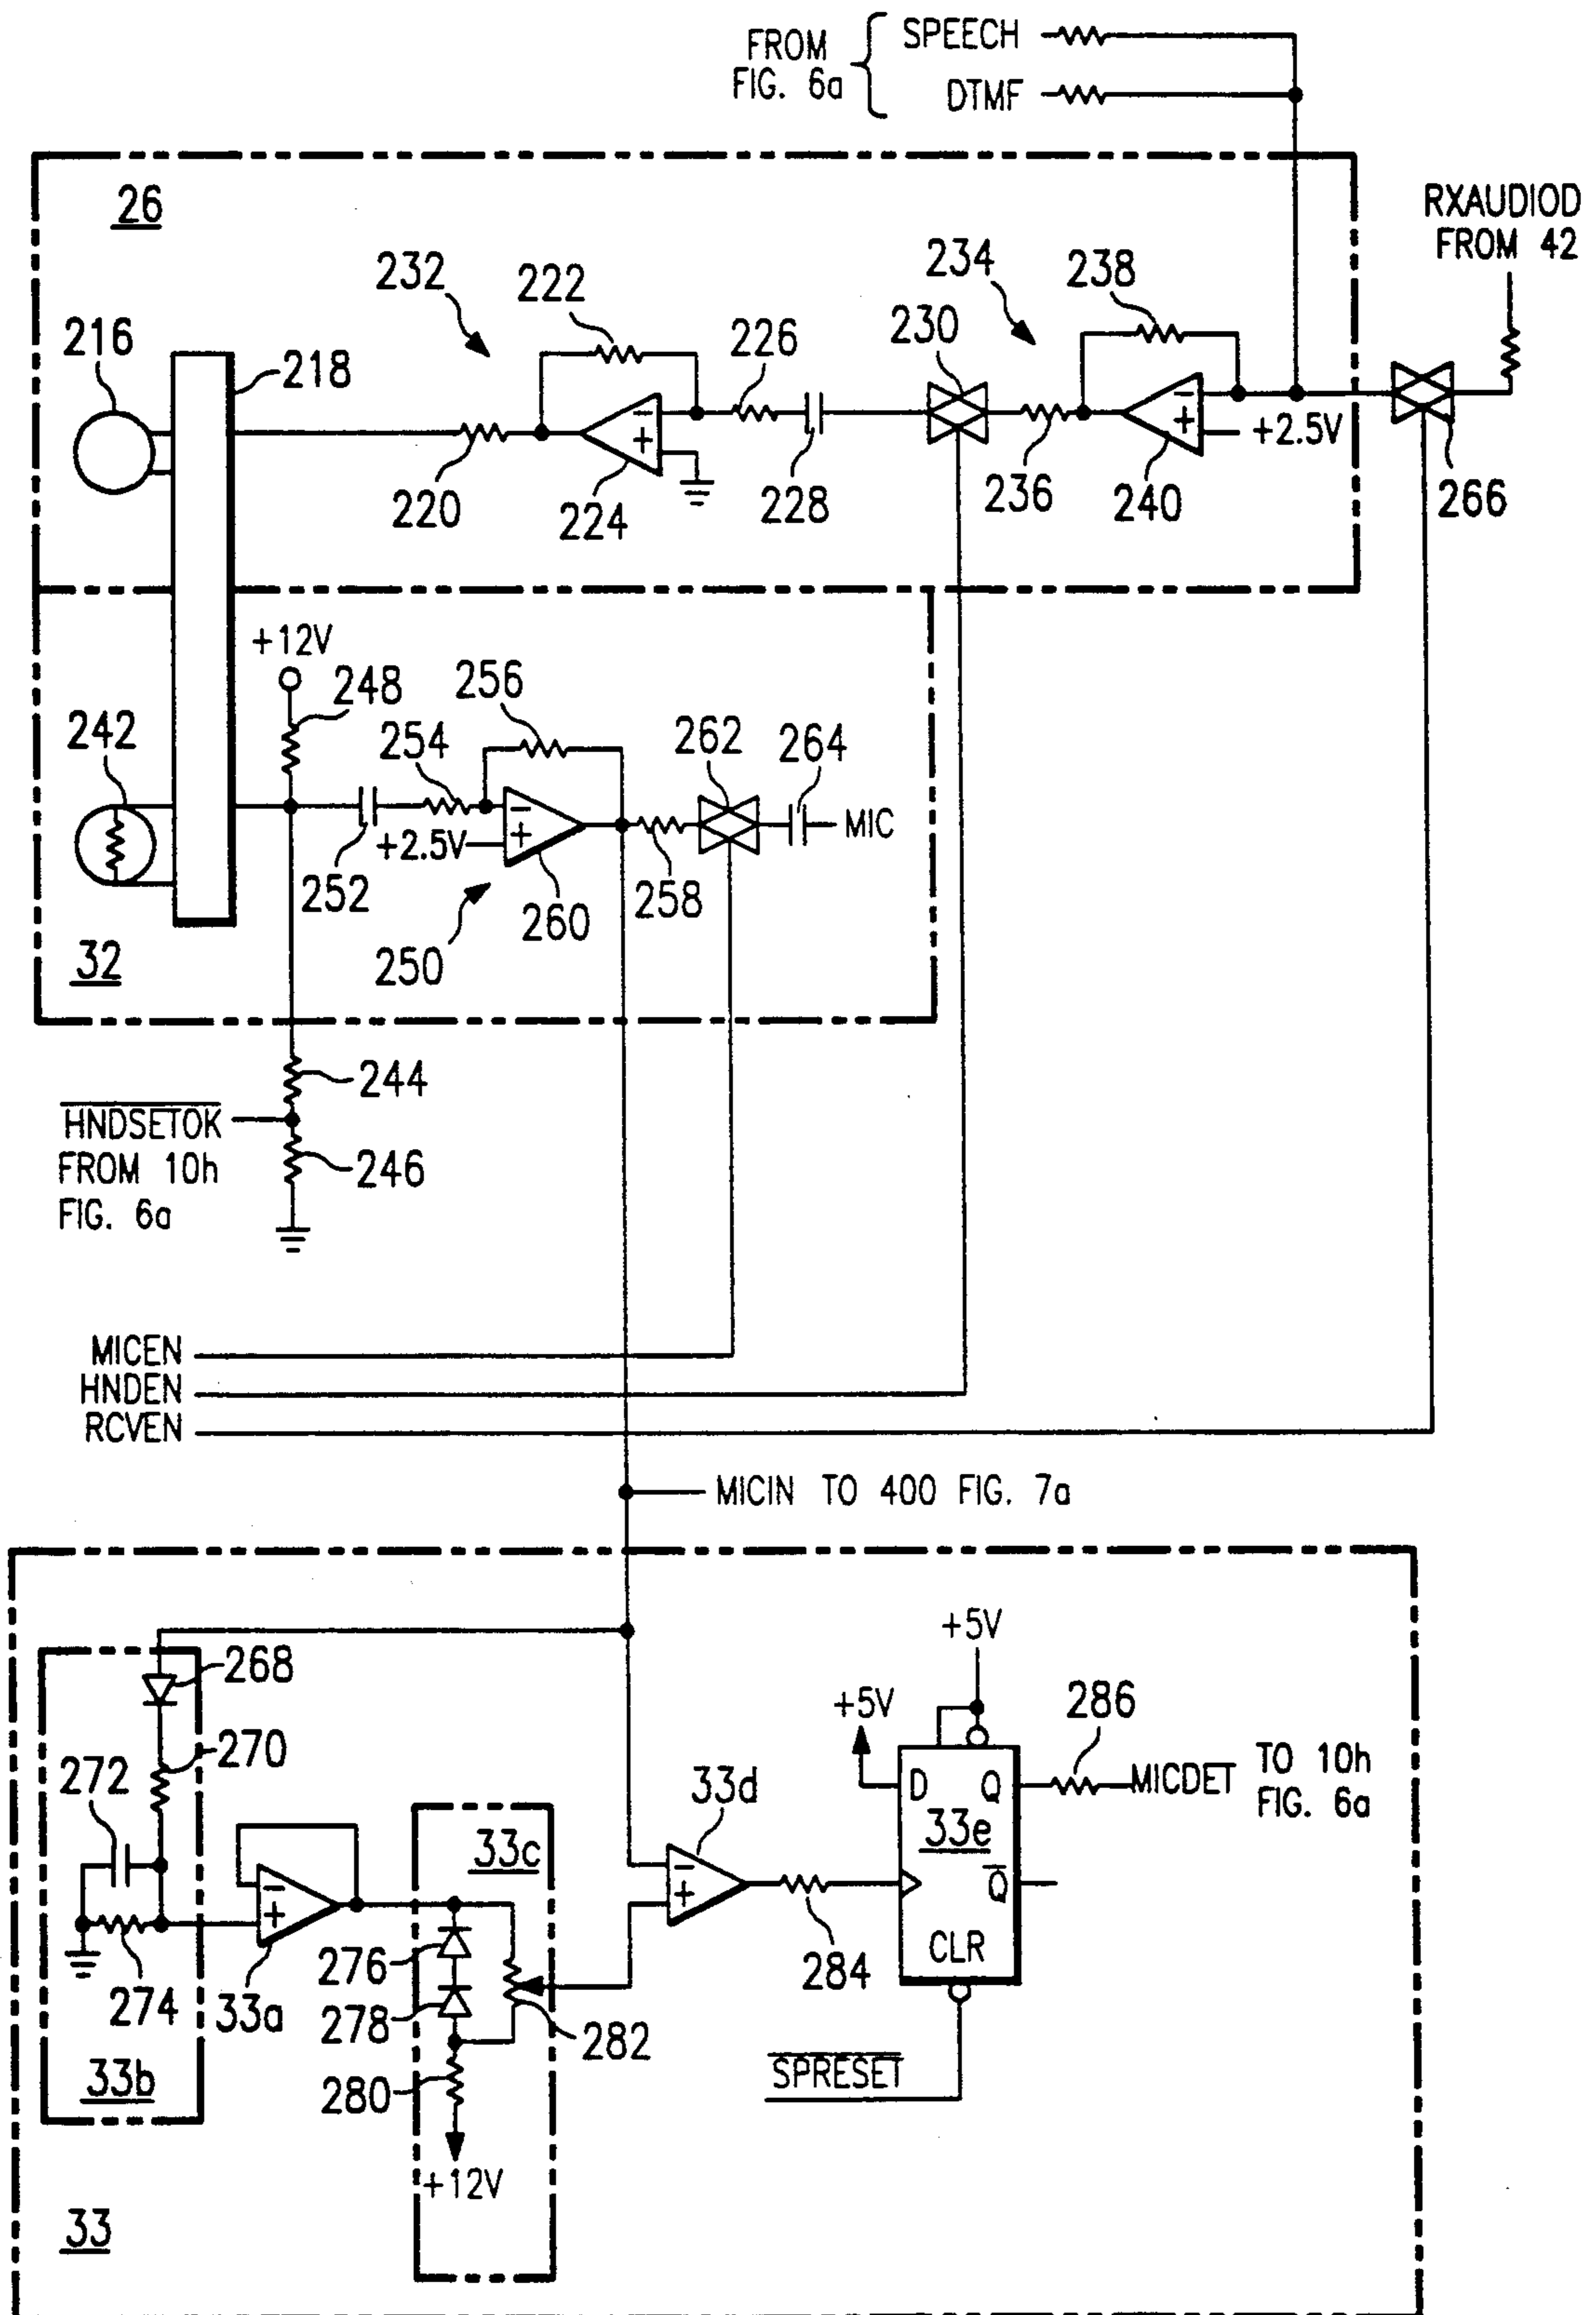 FROM
FIG. 6a
SPEECH
DTMF
26
RXAUDIOD
FROM 42
216
218
232
222
226
230
234
238
220
224
228
236
240
+2.5V
266
- +
- +
+12V
248
242
254
256
262
264
MIC
+2.5V
- +
252
250
260
258
32
244
HNDSETOK
FROM 10h
FIG. 6a
246
MICEN
HNDEN
RCVEN
MICIN TO 400 FIG. 7a
268
270
272
274
33b
- +
33a
33c
276
278
280
282
+12V
33d
- +
284
+5V
+5V
D Q
33e
Q
CLR
286
MICDET TO 10h
FIG. 6a
SPRESET
33